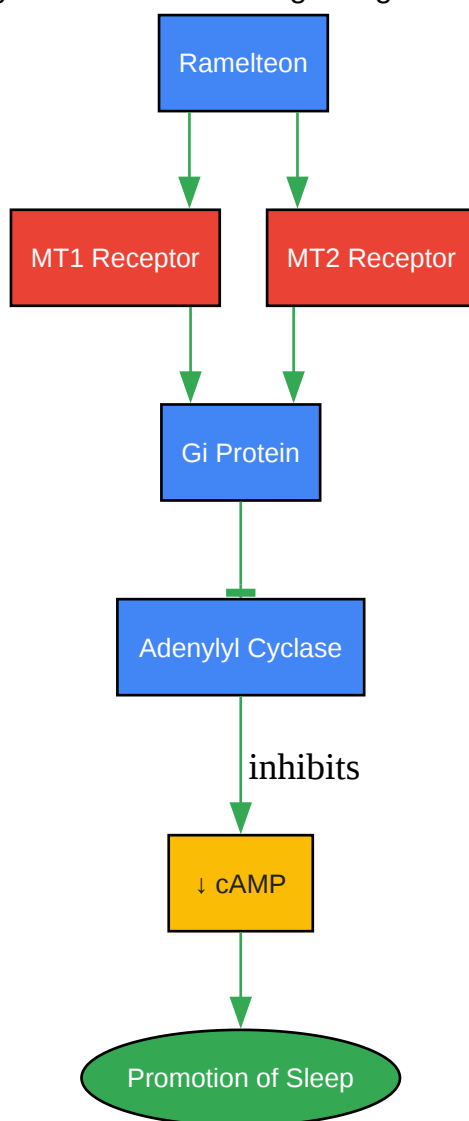 Ramelteon
MT1 Receptor
MT2 Receptor
Gi Protein
Adenylyl Cyclase
inhibits
↓ cAMP
Promotion of Sleep